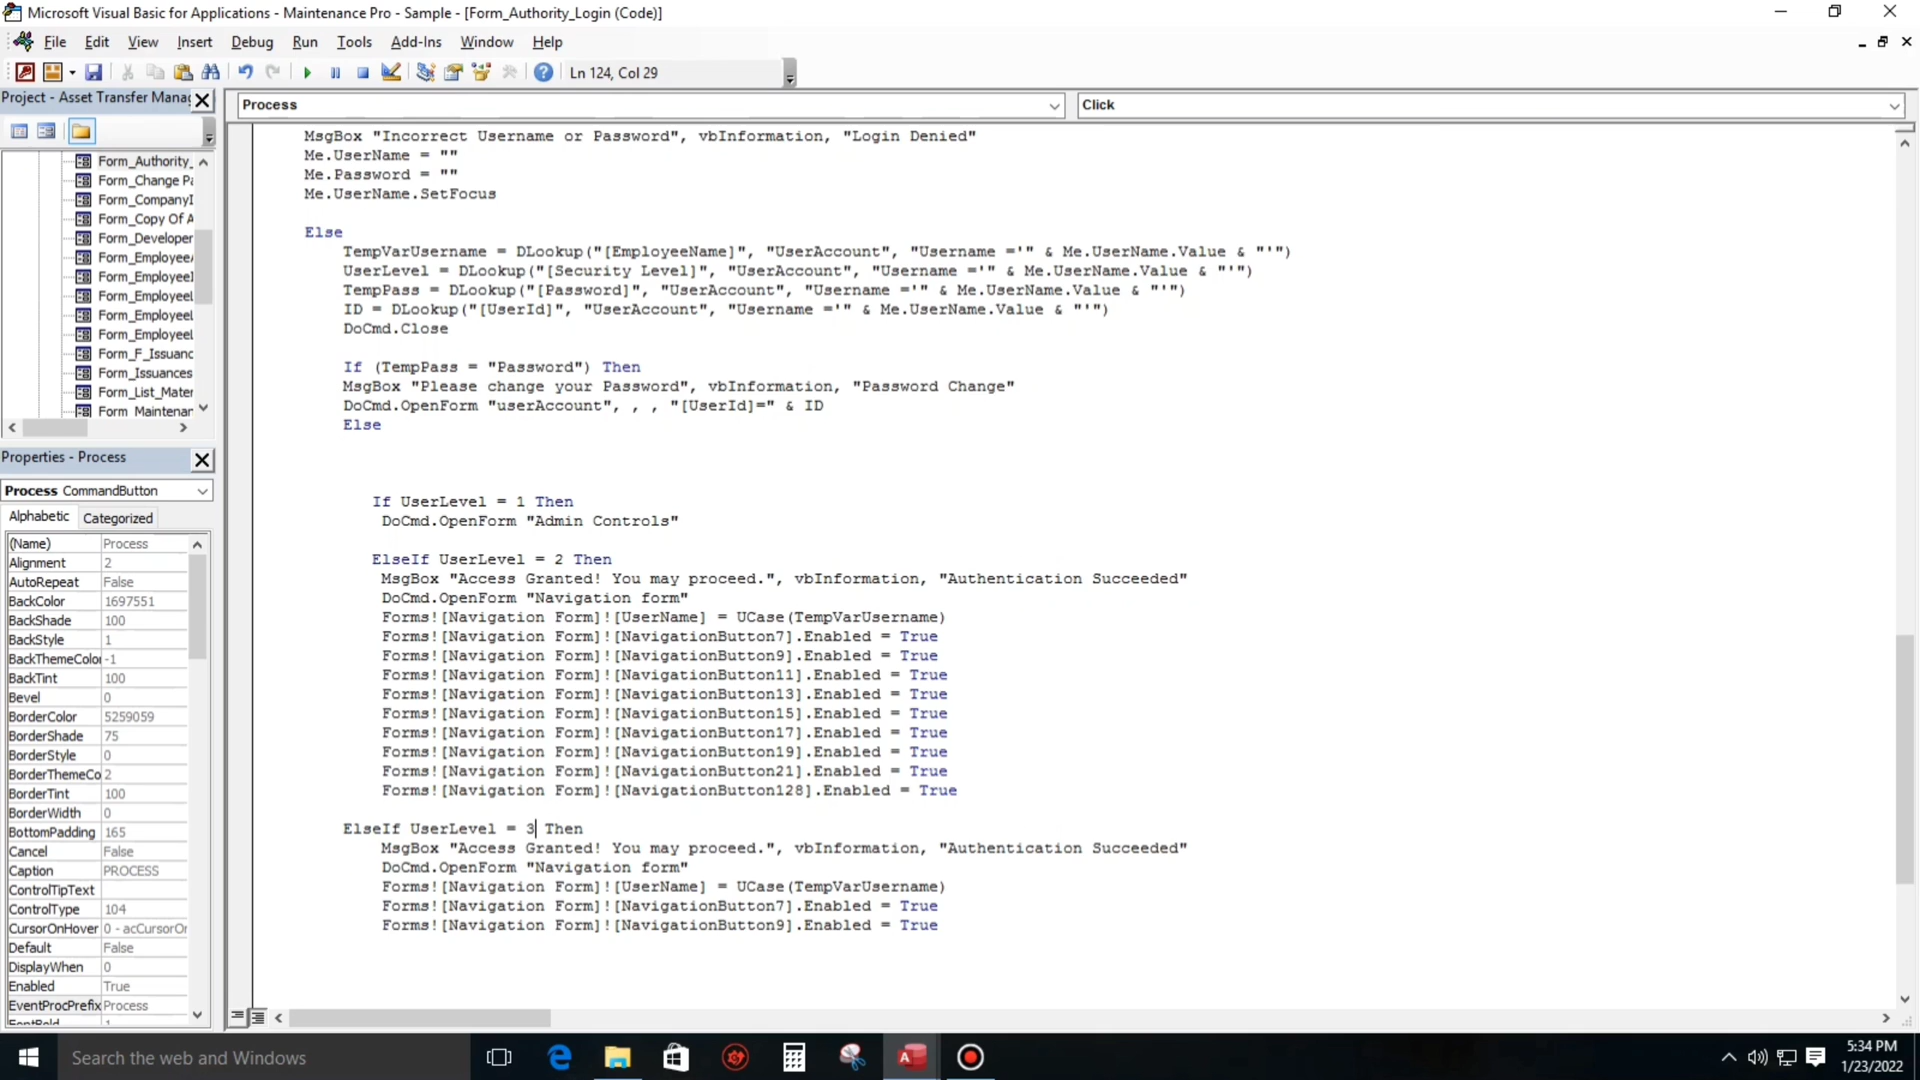 Microsoft Visual Basic for Applications - Maintenance Pro - Sample - [Form_Authority_Login (Code)]
File Edit View Insert Debug Run Tools Add-Ins Window Help
Ln 124, Col 29
Project - Asset Transfer Mana
Form_Authority_
Form_Change Pa
Form_CompanyI
Form_Copy Of A
Form_Developer
Form_EmployeeA
Form_EmployeeI
Form_EmployeeL
Form_EmployeeL
Form_EmployeeL
Form_F_Issuanc
Form_Issuances
Form_List_Mater
Form_Maintenan
Properties - Process
Process CommandButton
Alphabetic Categorized
(Name) Process
Alignment 2
AutoRepeat False
BackColor 1697551
BackShade 100
BackStyle 1
BackThemeColor -1
BackTint 100
Bevel 0
BorderColor 5259059
BorderShade 75
BorderStyle 0
BorderThemeCo 2
BorderTint 100
BorderWidth 0
BottomPadding 165
Cancel False
Caption PROCESS
ControlTipText
ControlType 104
CursorOnHover 0 - acCursorOn
Default False
DisplayWhen 0
Enabled True
EventProcPrefix Process
FontBold 1
Process Click
MsgBox "Incorrect Username or Password", vbInformation, "Login Denied"
Me.UserName = ""
Me.Password = ""
Me.UserName.SetFocus
Else
TempVarUsername = DLookup("[EmployeeName]", "UserAccount", "Username ='" & Me.UserName.Value & "'")
UserLevel = DLookup("[Security Level]", "UserAccount", "Username ='" & Me.UserName.Value & "'")
TempPass = DLookup("[Password]", "UserAccount", "Username ='" & Me.UserName.Value & "'")
ID = DLookup("[UserId]", "UserAccount", "Username ='" & Me.UserName.Value & "'")
DoCmd.Close
If (TempPass = "Password") Then
MsgBox "Please change your Password", vbInformation, "Password Change"
DoCmd.OpenForm "userAccount", , , "[UserId]=" & ID
Else
If UserLevel = 1 Then
DoCmd.OpenForm "Admin Controls"
ElseIf UserLevel = 2 Then
MsgBox "Access Granted! You may proceed.", vbInformation, "Authentication Succeeded"
DoCmd.OpenForm "Navigation form"
Forms![Navigation Form]![UserName] = UCase(TempVarUsername)
Forms![Navigation Form]![NavigationButton7].Enabled = True
Forms![Navigation Form]![NavigationButton9].Enabled = True
Forms![Navigation Form]![NavigationButton11].Enabled = True
Forms![Navigation Form]![NavigationButton13].Enabled = True
Forms![Navigation Form]![NavigationButton15].Enabled = True
Forms![Navigation Form]![NavigationButton17].Enabled = True
Forms![Navigation Form]![NavigationButton19].Enabled = True
Forms![Navigation Form]![NavigationButton21].Enabled = True
Forms![Navigation Form]![NavigationButton128].Enabled = True
ElseIf UserLevel = 3 Then
MsgBox "Access Granted! You may proceed.", vbInformation, "Authentication Succeeded"
DoCmd.OpenForm "Navigation form"
Forms![Navigation Form]![UserName] = UCase(TempVarUsername)
Forms![Navigation Form]![NavigationButton7].Enabled = True
Forms![Navigation Form]![NavigationButton9].Enabled = True
Search the web and Windows
5:34 PM
1/23/2022